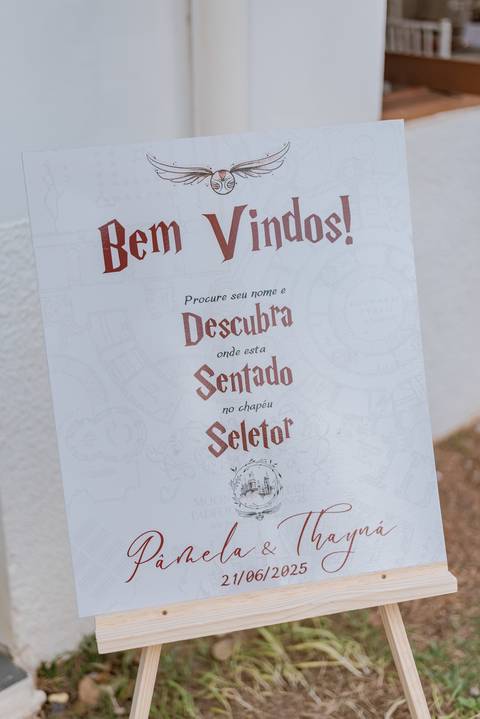 Bem Vindos!
Procure seu nome e
Descubra
onde esta
Sentado
no chapéu
Seletor
Pâmela & Thayná
21/06/2025